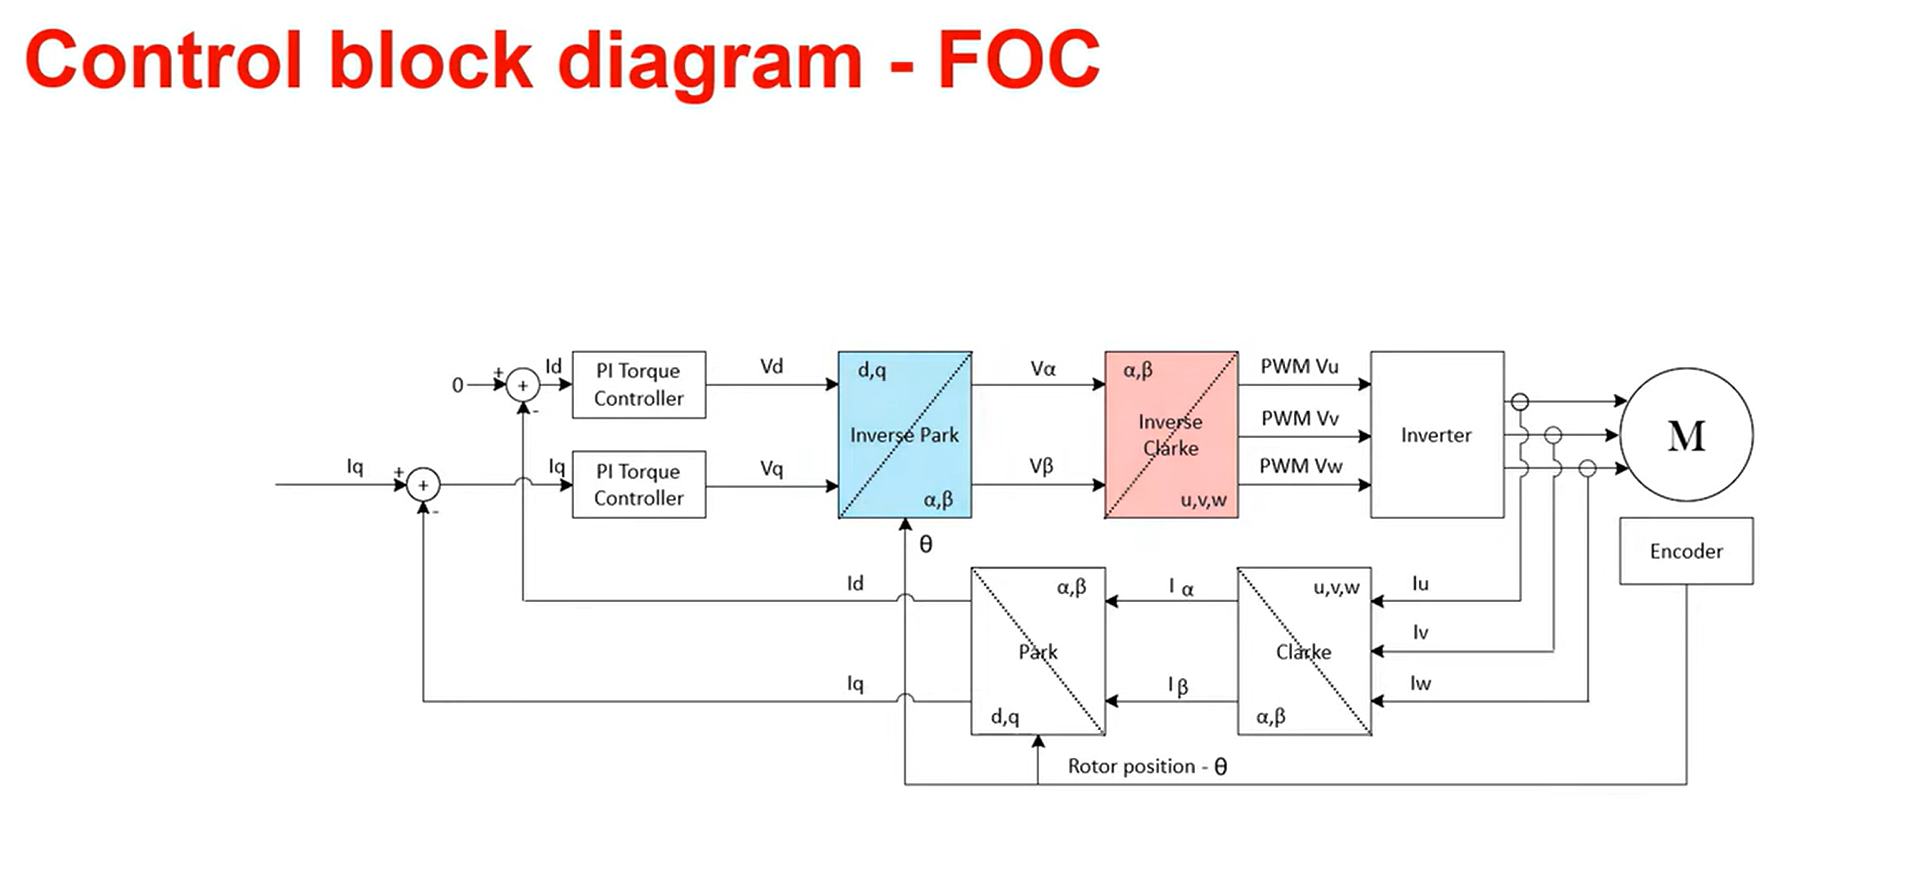 Control block diagram - FOC
0
+
+
-
Id
PI Torque
Controller
Vd
d,q
Inverse Park
α,β
Vα
α,β
Inverse
Clarke
u,v,w
PWM Vu
PWM Vv
PWM Vw
Inverter
M
Iq
+
+
-
Iq
PI Torque
Controller
Vq
Vβ
θ
Encoder
Id
Iq
α,β
Park
d,q
I α
I β
u,v,w
Clarke
α,β
Iu
Iv
Iw
Rotor position - θ